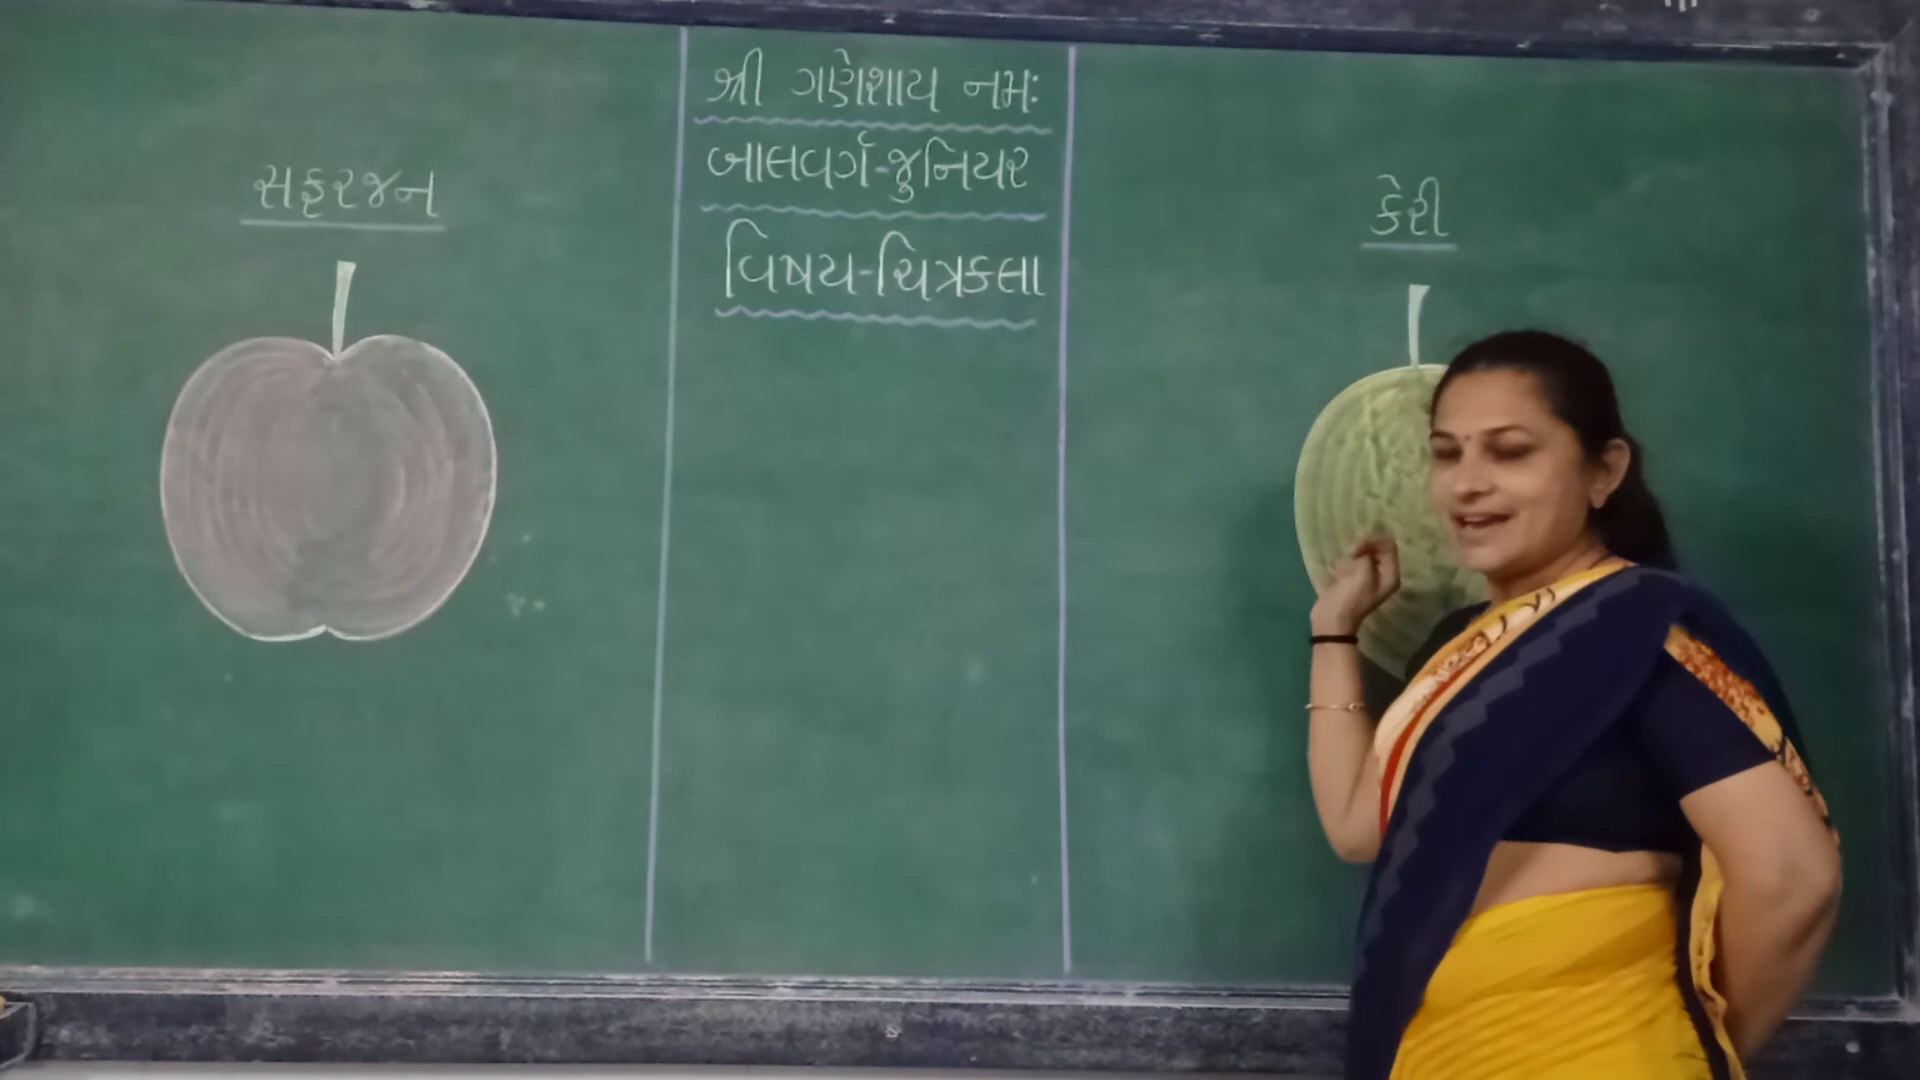 શ્રી ગણેશાય નમઃ
બાલવર્ગ-જુનિયર
વિષય-ચિત્રકલા
સફરજન
કેરી